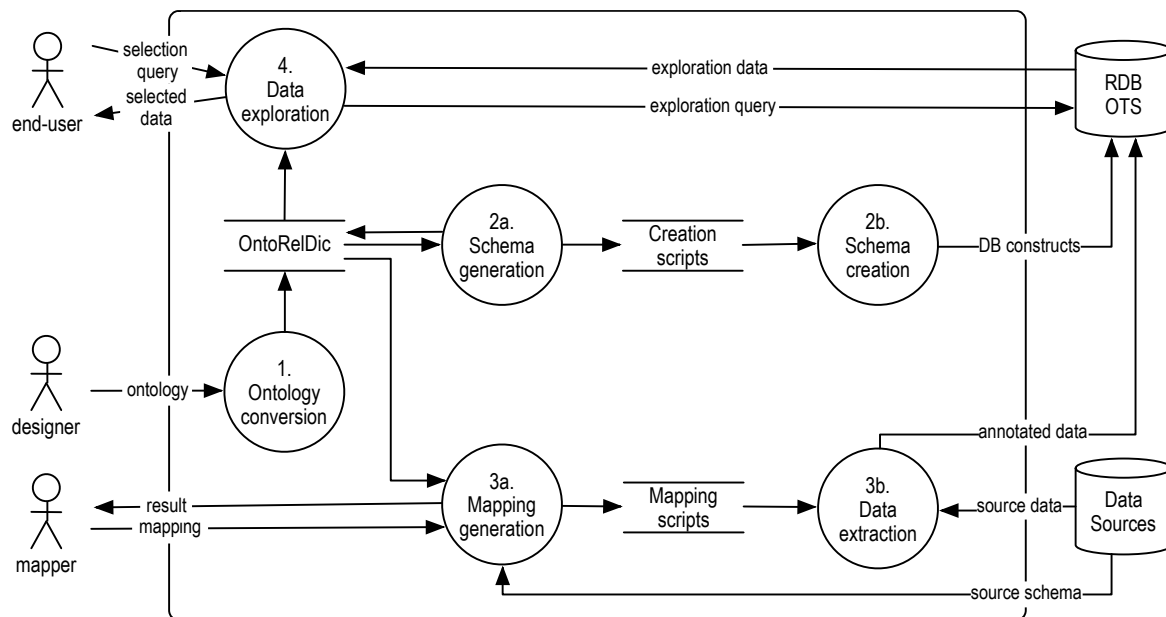 selection
query
selected
data
end-user
4.
Data
exploration
exploration data
exploration query
RDB
OTS
OntoRelDic
2a.
Schema
generation
Creation
scripts
2b.
Schema
creation
DB constructs
designer
ontology
1.
Ontology
conversion
annotated data
mapper
result
mapping
3a.
Mapping
generation
Mapping
scripts
3b.
Data
extraction
source data
Data
Sources
source schema